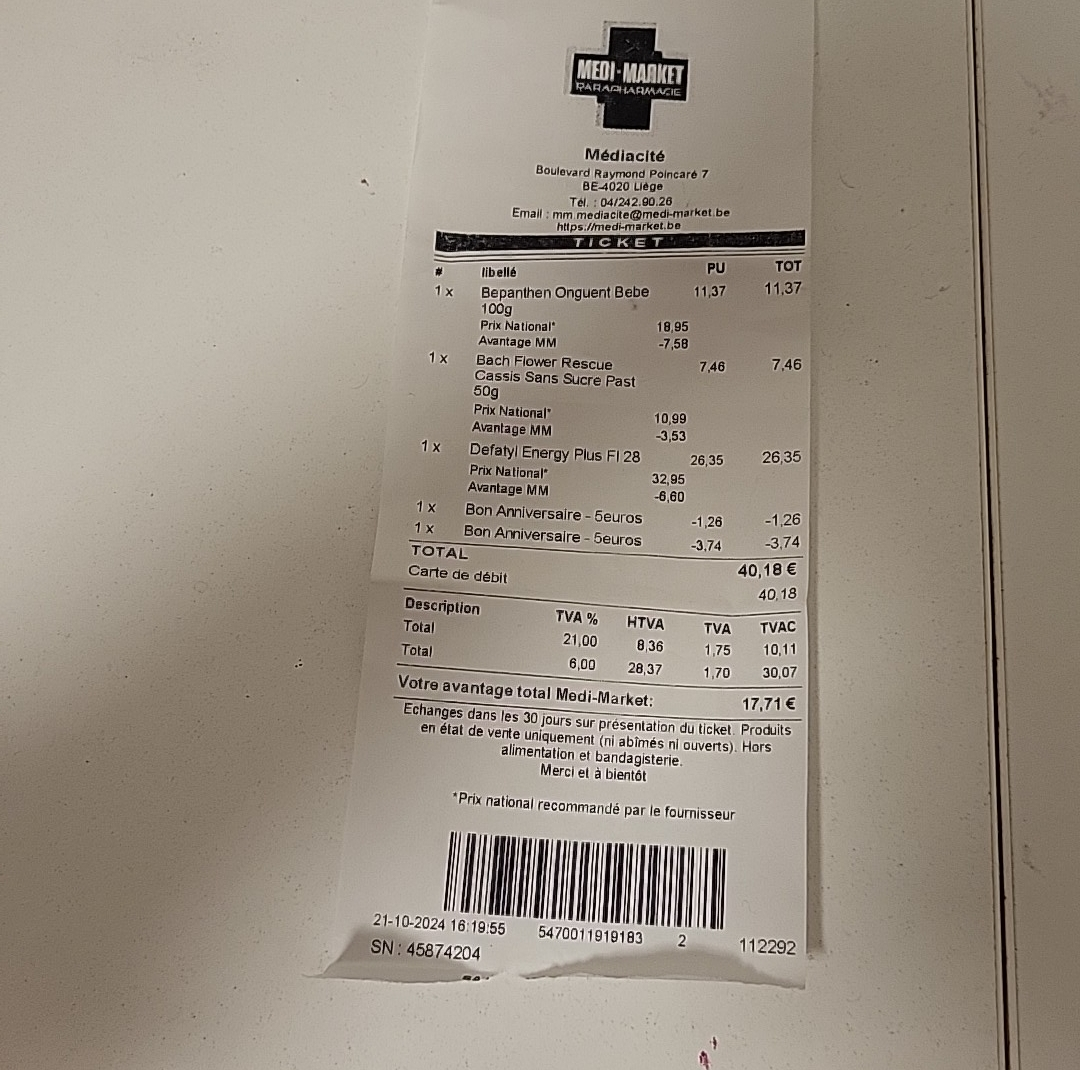 MEDI-MARKET
PARAPHARMACIE
Médiacité
Boulevard Raymond Poincaré 7
BE-4020 Liège
Tél. : 04/242.90.26
Email : mm.mediacite@medi-market.be
https://medi-market.be
TICKET
# libellé PU TOT
1 x Bepanthen Onguent Bebe 11,37 11,37
100g
Prix National* 18,95
Avantage MM -7,58
1 x Bach Flower Rescue 7,46 7,46
Cassis Sans Sucre Past
50g
Prix National* 10,99
Avantage MM -3,53
1 x Defatyl Energy Plus Fl 28 26,35 26,35
Prix National* 32,95
Avantage MM -6,60
1 x Bon Anniversaire - 5euros -1,26 -1,26
1 x Bon Anniversaire - 5euros -3,74 -3,74
TOTAL 40,18 €
Carte de débit 40,18
Description TVA % HTVA TVA TVAC
Total 21,00 8,36 1,75 10,11
Total 6,00 28,37 1,70 30,07
Votre avantage total Medi-Market: 17,71 €
Echanges dans les 30 jours sur présentation du ticket. Produits
en état de vente uniquement (ni abîmés ni ouverts). Hors
alimentation et bandagisterie.
Merci et à bientôt
*Prix national recommandé par le fournisseur
21-10-2024 16:19:55 5470011919183 2 112292
SN : 45874204